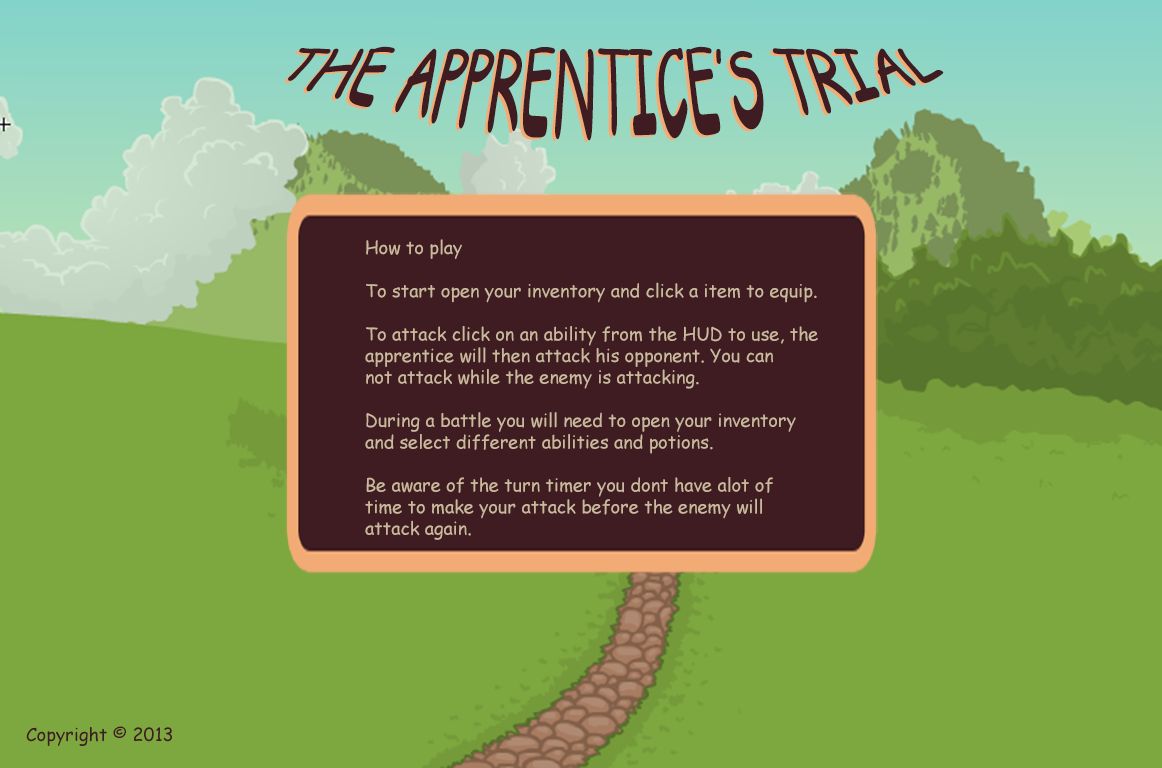 THE APPRENTICE'S TRIAL
How to play
To start open your inventory and click a item to equip.
To attack click on an ability from the HUD to use, the
apprentice will then attack his opponent. You can
not attack while the enemy is attacking.
During a battle you will need to open your inventory
and select different abilities and potions.
Be aware of the turn timer you dont have alot of
time to make your attack before the enemy will
attack again.
Copyright © 2013